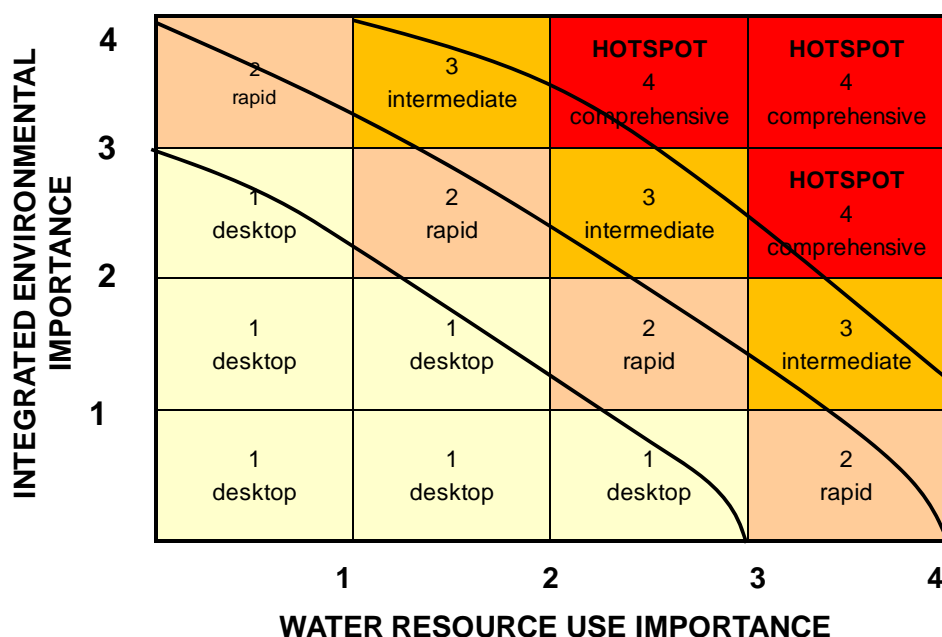 INTEGRATED ENVIRONMENTAL
IMPORTANCE
4
2
rapid
3
intermediate
HOTSPOT
4
comprehensive
HOTSPOT
4
comprehensive
3
1
desktop
2
rapid
3
intermediate
HOTSPOT
4
comprehensive
2
1
desktop
1
desktop
2
rapid
3
intermediate
1
1
desktop
1
desktop
1
desktop
2
rapid
1
2
3
4
WATER RESOURCE USE IMPORTANCE